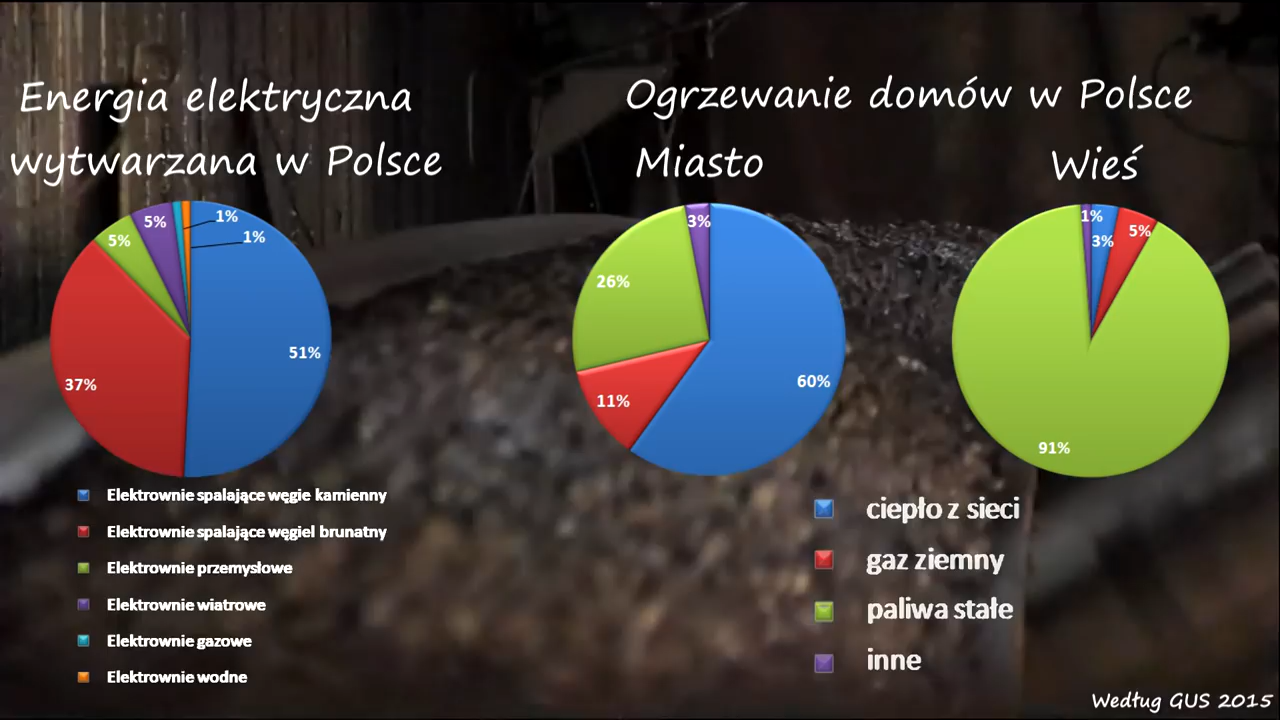 Energia elektryczna
wytwarzana w Polsce
1%
1%
5%
5%
51%
37%
Elektrownie spalające węgie kamienny
Elektrownie spalające węgiel brunatny
Elektrownie przemysłowe
Elektrownie wiatrowe
Elektrownie gazowe
Elektrownie wodne
Ogrzewanie domów w Polsce
Miasto
3%
26%
60%
11%
Wieś
1%
3%
5%
91%
ciepło z sieci
gaz ziemny
paliwa stałe
inne
Według GUS 2015